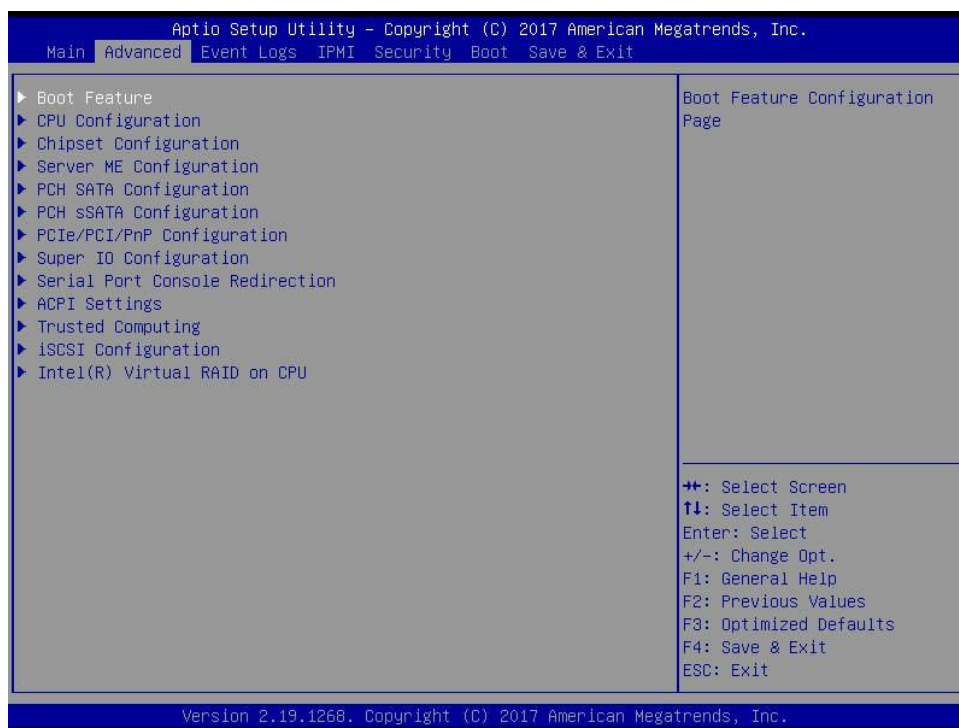 Aptio Setup Utility – Copyright (C) 2017 American Megatrends, Inc.
Main Advanced Event Logs IPMI Security Boot Save & Exit
▶ Boot Feature
▶ CPU Configuration
▶ Chipset Configuration
▶ Server ME Configuration
▶ PCH SATA Configuration
▶ PCH sSATA Configuration
▶ PCIe/PCI/PnP Configuration
▶ Super IO Configuration
▶ Serial Port Console Redirection
▶ ACPI Settings
▶ Trusted Computing
▶ iSCSI Configuration
▶ Intel(R) Virtual RAID on CPU
Boot Feature Configuration
Page
→←: Select Screen
↑↓: Select Item
Enter: Select
+/-: Change Opt.
F1: General Help
F2: Previous Values
F3: Optimized Defaults
F4: Save & Exit
ESC: Exit
Version 2.19.1268. Copyright (C) 2017 American Megatrends, Inc.